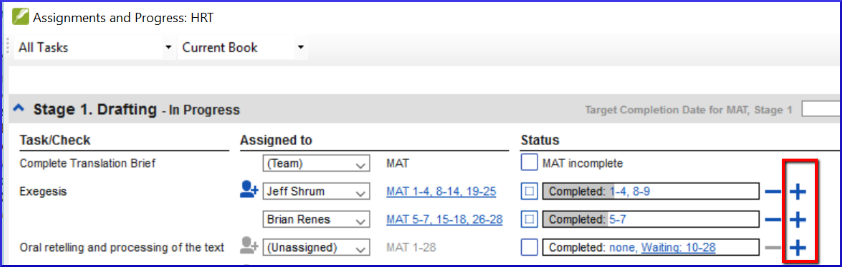 Assignments and Progress: HRT
All Tasks Current Book
Stage 1. Drafting - In Progress Target Completion Date for MAT, Stage 1
Task/Check Assigned to Status
Complete Translation Brief (Team) MAT MAT incomplete
Exegesis Jeff Shrum MAT 1-4, 8-14, 19-25 Completed: 1-4, 8-9
Brian Renes MAT 5-7, 15-18, 26-28 Completed: 5-7
Oral retelling and processing of the text (Unassigned) MAT 1-28 Completed: none, Waiting: 10-28